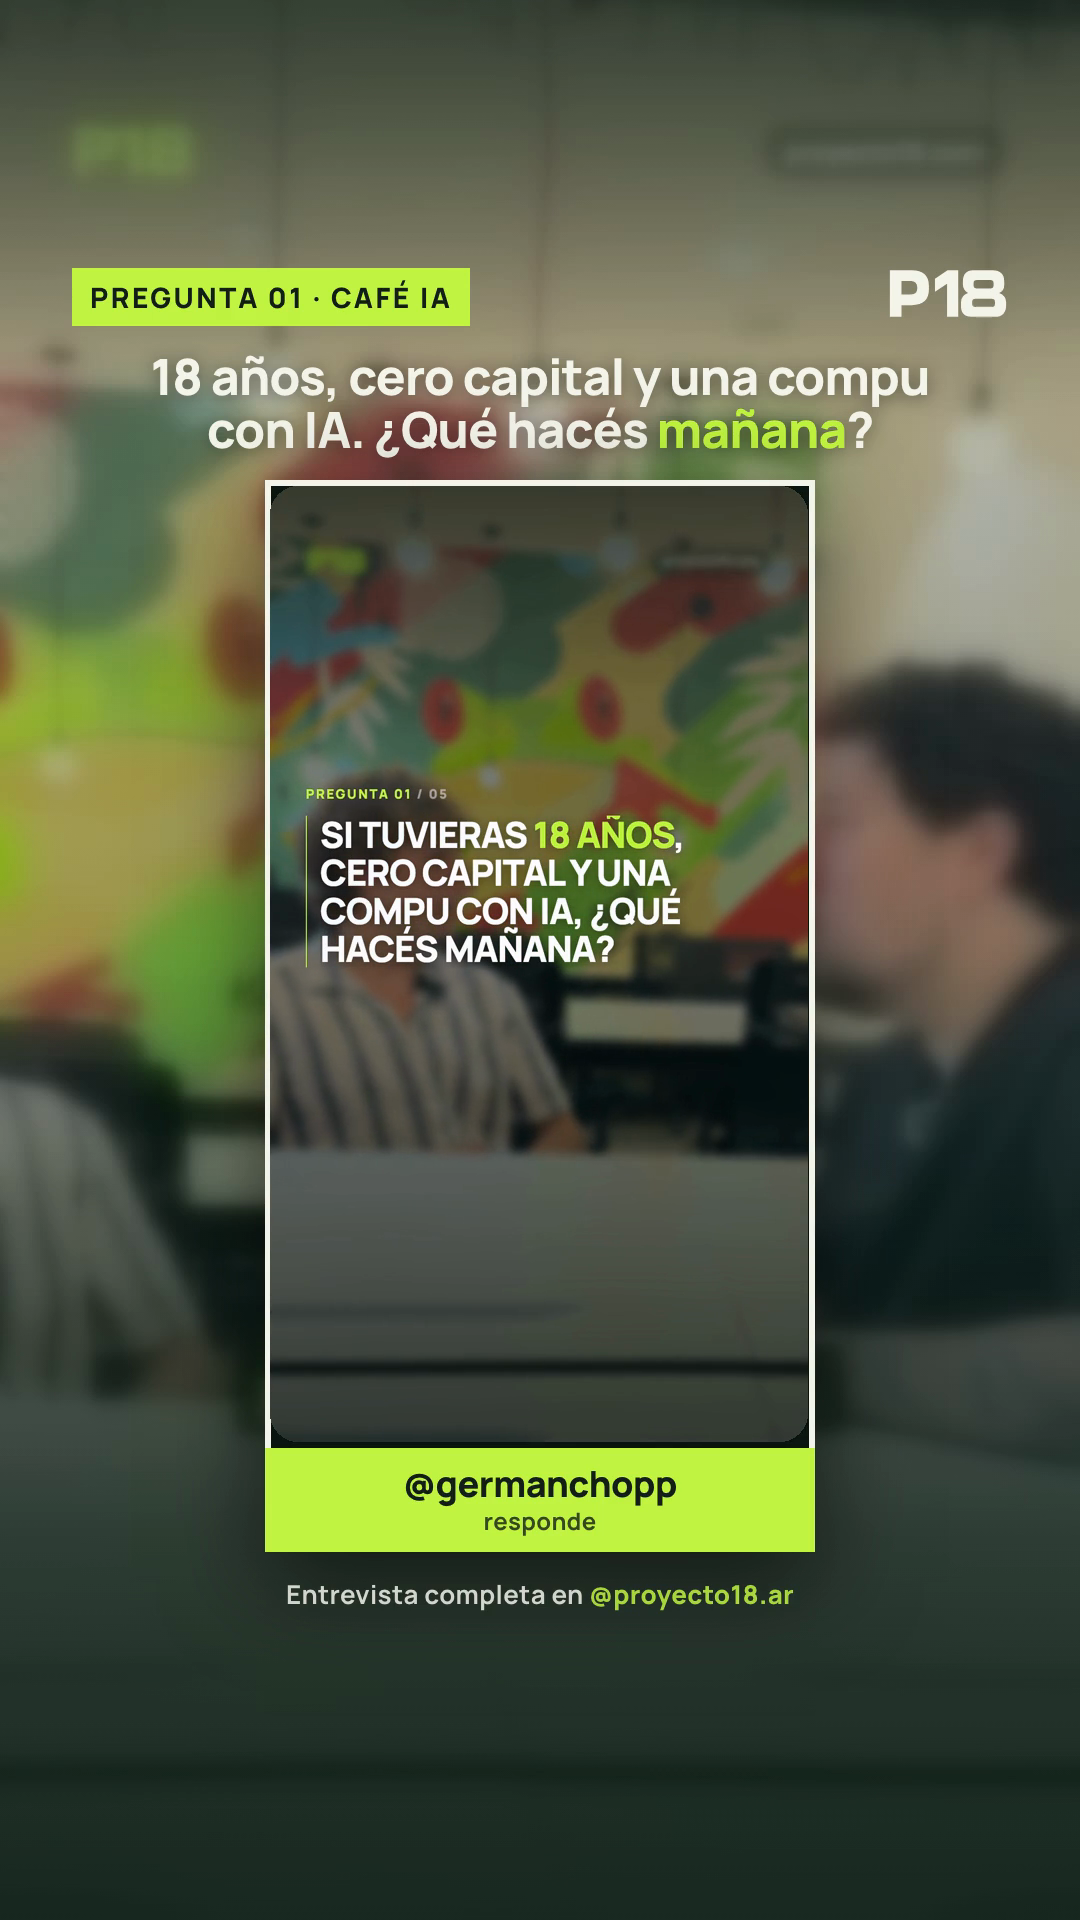 PREGUNTA 01 · CAFÉ IA
P18
18 años, cero capital y una compu
con IA. ¿Qué hacés mañana?
P18
PREGUNTA 01 / 05
SI TUVIERAS 18 AÑOS,
CERO CAPITAL Y UNA
COMPU CON IA, ¿QUÉ
HACÉS MAÑANA?
@germanchopp
responde
Entrevista completa en @proyecto18.ar